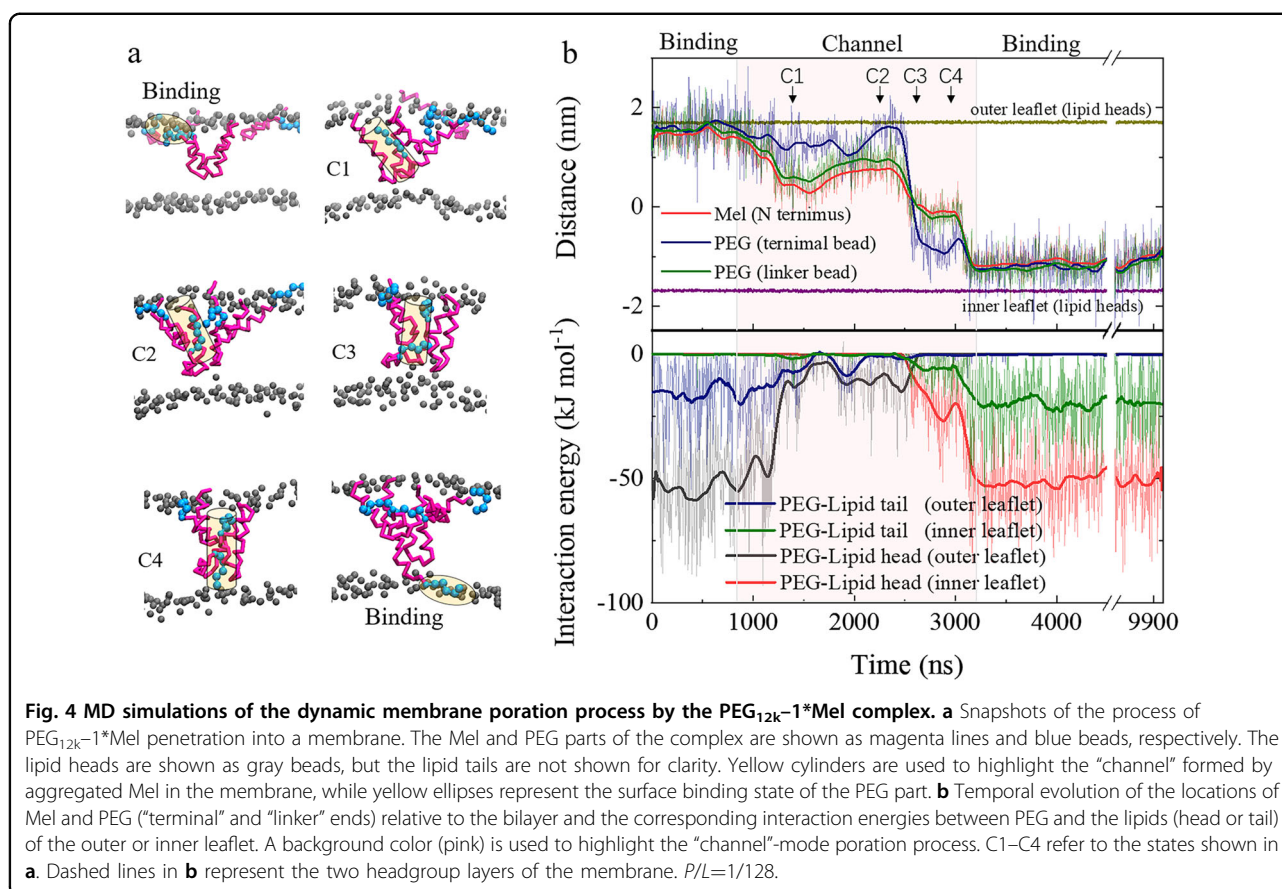 a
Binding
C1
C2
C3
C4
Binding
b
Binding
Channel
Binding
C1
C2
C3
C4
outer leaflet (lipid heads)
Distance (nm)
2
0
-2
Mel (N ternimus)
PEG (ternimal bead)
PEG (linker bead)
inner leaflet (lipid heads)
Interaction energy (kJ mol⁻¹)
0
-50
-100
PEG-Lipid tail (outer leaflet)
PEG-Lipid tail (inner leaflet)
PEG-Lipid head (outer leaflet)
PEG-Lipid head (inner leaflet)
0
1000
2000
3000
4000
9900
Time (ns)
Fig. 4 MD simulations of the dynamic membrane poration process by the PEG₁₂ₖ–1*Mel complex. a Snapshots of the process of
PEG₁₂ₖ–1*Mel penetration into a membrane. The Mel and PEG parts of the complex are shown as magenta lines and blue beads, respectively. The
lipid heads are shown as gray beads, but the lipid tails are not shown for clarity. Yellow cylinders are used to highlight the “channel” formed by
aggregated Mel in the membrane, while yellow ellipses represent the surface binding state of the PEG part. b Temporal evolution of the locations of
Mel and PEG (“terminal” and “linker” ends) relative to the bilayer and the corresponding interaction energies between PEG and the lipids (head or tail)
of the outer or inner leaflet. A background color (pink) is used to highlight the “channel”-mode poration process. C1–C4 refer to the states shown in
a. Dashed lines in b represent the two headgroup layers of the membrane. P/L=1/128.